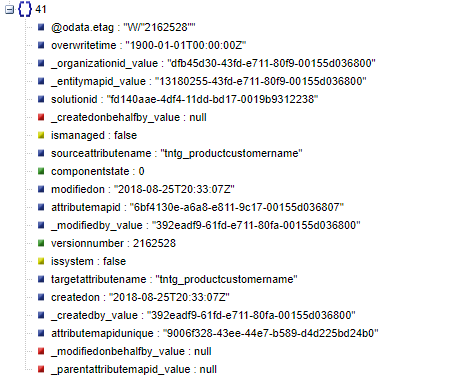 {} 41
@odata.etag : "W/"2162528""
overwritetime : "1900-01-01T00:00:00Z"
_organizationid_value : "dfb45d30-43fd-e711-80f9-00155d036800"
_entitymapid_value : "13180255-43fd-e711-80f9-00155d036800"
solutionid : "fd140aae-4df4-11dd-bd17-0019b9312238"
_createdonbehalfby_value : null
ismanaged : false
sourceattributename : "tntg_productcustomername"
componentstate : 0
modifiedon : "2018-08-25T20:33:07Z"
attributemapid : "6bf4130e-a6a8-e811-9c17-00155d036807"
_modifiedby_value : "392eadf9-61fd-e711-80fa-00155d036800"
versionnumber : 2162528
issystem : false
targetattributename : "tntg_productcustomername"
createdon : "2018-08-25T20:33:07Z"
_createdby_value : "392eadf9-61fd-e711-80fa-00155d036800"
attributemapidunique : "9006f328-43ee-44e7-b589-d4d225bd24b0"
_modifiedonbehalfby_value : null
_parentattributemapid_value : null